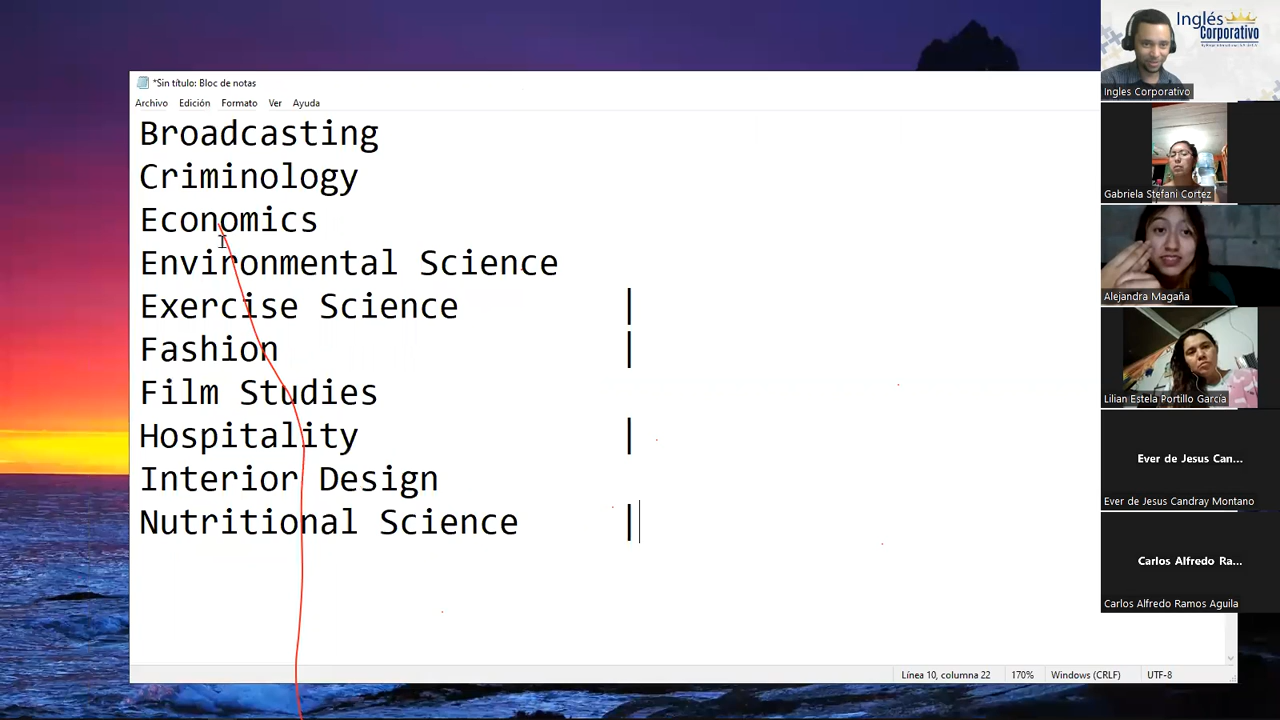 *Sin título: Bloc de notas
Archivo Edición Formato Ver Ayuda
Broadcasting
Criminology
Economics
Environmental Science
Exercise Science |
Fashion |
Film Studies
Hospitality |
Interior Design
Nutritional Science |
Línea 10, columna 22 170% Windows (CRLF) UTF-8
Inglés
Corporativo
Ingles Corporativo
Gabriela Stefani Cortez
Alejandra Magaña
Lilian Estela Portillo García
Ever de Jesus Can...
Ever de Jesus Candray Montano
Carlos Alfredo Ra...
Carlos Alfredo Ramos Aguila